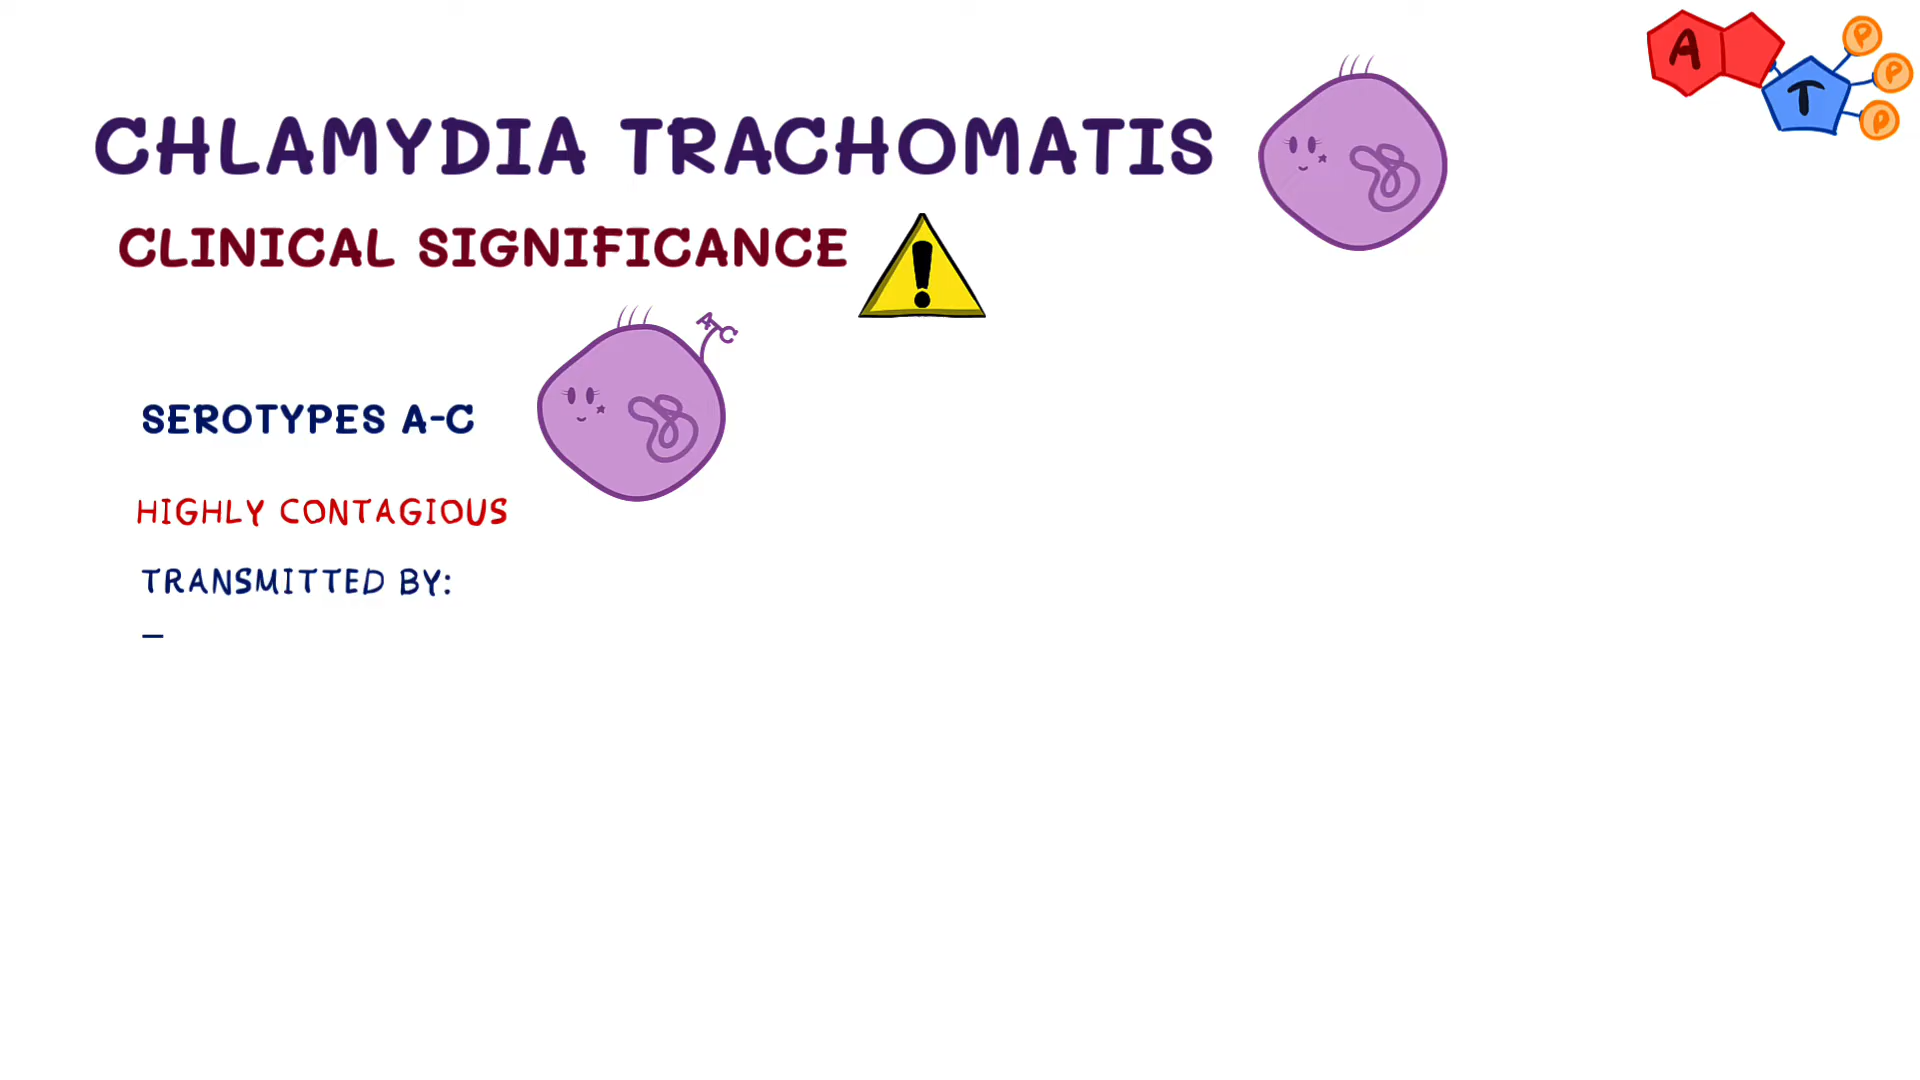 CHLAMYDIA TRACHOMATIS
CLINICAL SIGNIFICANCE
SEROTYPES A-C
HIGHLY CONTAGIOUS
TRANSMITTED BY:
–
A T P P P
A-C